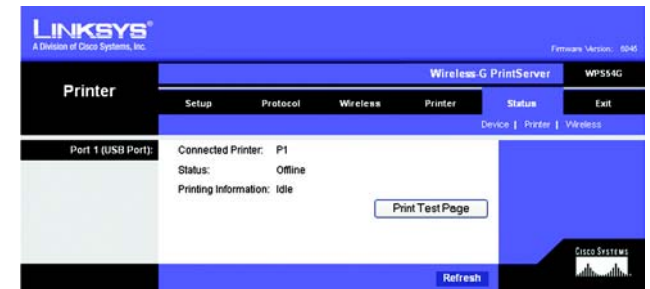 LINKSYS®
A Division of Cisco Systems, Inc.
Firmware Version: 6045
Wireless-G PrintServer WPS54G
Printer
Setup Protocol Wireless Printer Status Exit
Device | Printer | Wireless
Port 1 (USB Port):
Connected Printer: P1
Status: Offline
Printing Information: Idle
Print Test Page
CISCO SYSTEMS
Refresh